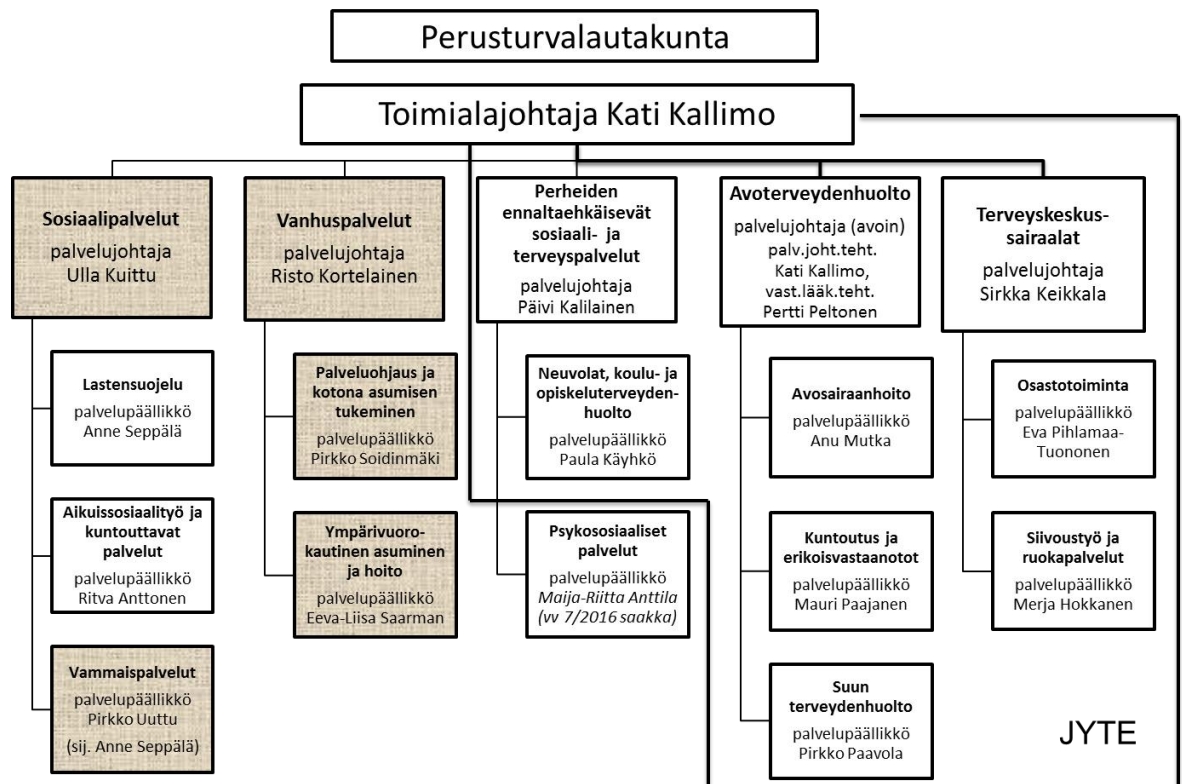 Perusturvalautakunta
Toimialajohtaja Kati Kallimo
Sosiaalipalvelut
palvelujohtaja
Ulla Kuittu
Lastensuojelu
palvelupäällikkö
Anne Seppälä
Aikuissosiaalityö ja
kuntouttavat
palvelut
palvelupäällikkö
Ritva Anttonen
Vammaispalvelut
palvelupäällikkö
Pirkko Uuttu
(sij. Anne Seppälä)
Vanhuspalvelut
palvelujohtaja
Risto Kortelainen
Palveluohjaus ja
kotona asumisen
tukeminen
palvelupäällikkö
Pirkko Soidinmäki
Ympärivuoro-
kautinen asuminen
ja hoito
palvelupäällikkö
Eeva-Liisa Saarman
Perheiden
ennaltaehkäisevät
sosiaali- ja
terveyspalvelut
palvelujohtaja
Päivi Kalilainen
Neuvolat, koulu- ja
opiskeluterveyden-
huolto
palvelupäällikkö
Paula Käyhkö
Psykososiaaliset
palvelut
palvelupäällikkö
Maija-Riitta Anttila
(vv 7/2016 saakka)
Avoterveydenhuolto
palvelujohtaja (avoin)
palv.joht.teht.
Kati Kallimo,
vast.lääk.teht.
Pertti Peltonen
Avosairaanhoito
palvelupäällikkö
Anu Mutka
Kuntoutus ja
erikoisvastaanotot
palvelupäällikkö
Mauri Paajanen
Suun
terveydenhuolto
palvelupäällikkö
Pirkko Paavola
Terveyskeskus-
sairaalat
palvelujohtaja
Sirkka Keikkala
Osastotoiminta
palvelupäällikkö
Eva Pihlamaa-
Tuononen
Siivoustyö ja
ruokapalvelut
palvelupäällikkö
Merja Hokkanen
JYTE